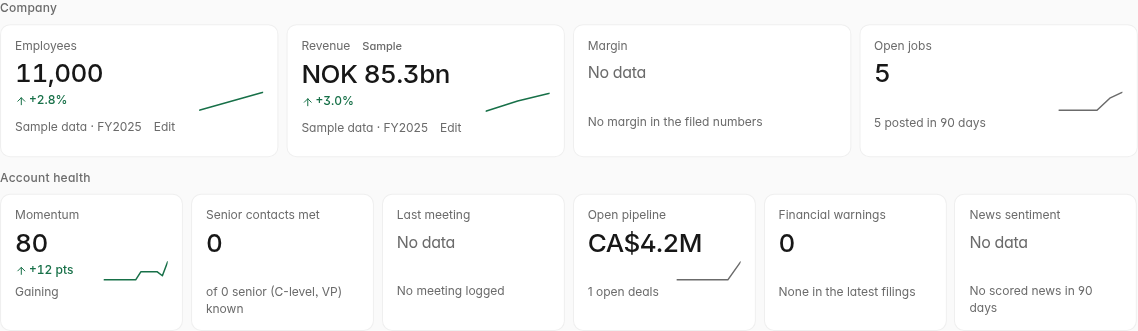 Company
Employees
11,000
↑ +2.8%
Sample data · FY2025 Edit
Revenue Sample
NOK 85.3bn
↑ +3.0%
Sample data · FY2025 Edit
Margin
No data
No margin in the filed numbers
Open jobs
5
5 posted in 90 days
Account health
Momentum
80
↑ +12 pts
Gaining
Senior contacts met
0
of 0 senior (C-level, VP)
known
Last meeting
No data
No meeting logged
Open pipeline
CA$4.2M
1 open deals
Financial warnings
0
None in the latest filings
News sentiment
No data
No scored news in 90
days